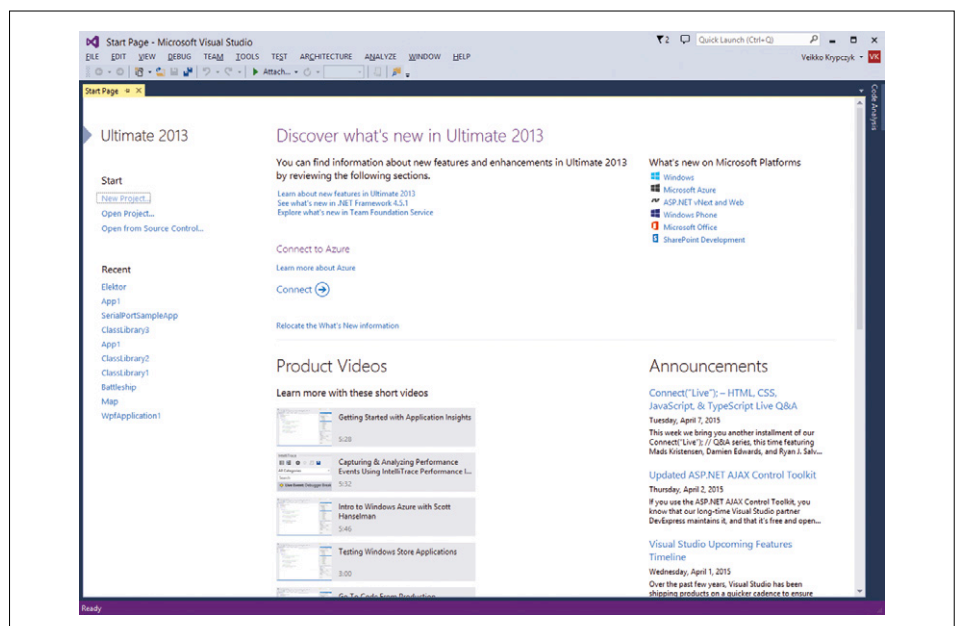 Start Page - Microsoft Visual Studio
2
Quick Launch (Ctrl+Q)
FILE EDIT VIEW DEBUG TEAM TOOLS TEST ARCHITECTURE ANALYZE WINDOW HELP
Veikko Krypczyk VK
Attach...
Start Page
Code Analysis
Ultimate 2013
Start
New Project...
Open Project...
Open from Source Control...
Recent
Elektor
App1
SerialPortSampleApp
ClassLibrary3
App1
ClassLibrary2
ClassLibrary1
Battleship
Map
WpfApplication1
Discover what's new in Ultimate 2013
You can find information about new features and enhancements in Ultimate 2013
by reviewing the following sections.
Learn about new features in Ultimate 2013
See what's new in .NET Framework 4.5.1
Explore what's new in Team Foundation Service
Connect to Azure
Learn more about Azure
Connect
Relocate the What's New information
What's new on Microsoft Platforms
Windows
Microsoft Azure
ASP.NET vNext and Web
Windows Phone
Microsoft Office
SharePoint Development
Product Videos
Learn more with these short videos
Getting Started with Application Insights
5:28
Capturing & Analyzing Performance
Events Using IntelliTrace Performance I...
5:52
Intro to Windows Azure with Scott
Hanselman
5:46
Testing Windows Store Applications
3:00
Go To Code From Production
Announcements
Connect("Live"); – HTML, CSS,
JavaScript, & TypeScript Live Q&A
Tuesday, April 7, 2015
This week we bring you another installment of our
Connect("Live"); // Q&A series, this time featuring
Mads Kristensen, Damien Edwards, and Ryan J. Salv...
Updated ASP.NET AJAX Control Toolkit
Thursday, April 2, 2015
If you use the ASP.NET AJAX Control Toolkit, you
know that our long-time Visual Studio partner
DevExpress maintains it, and that it's free and open...
Visual Studio Upcoming Features
Timeline
Wednesday, April 1, 2015
Over the past few years, Visual Studio has been
shipping products on a quicker cadence to ensure
Ready